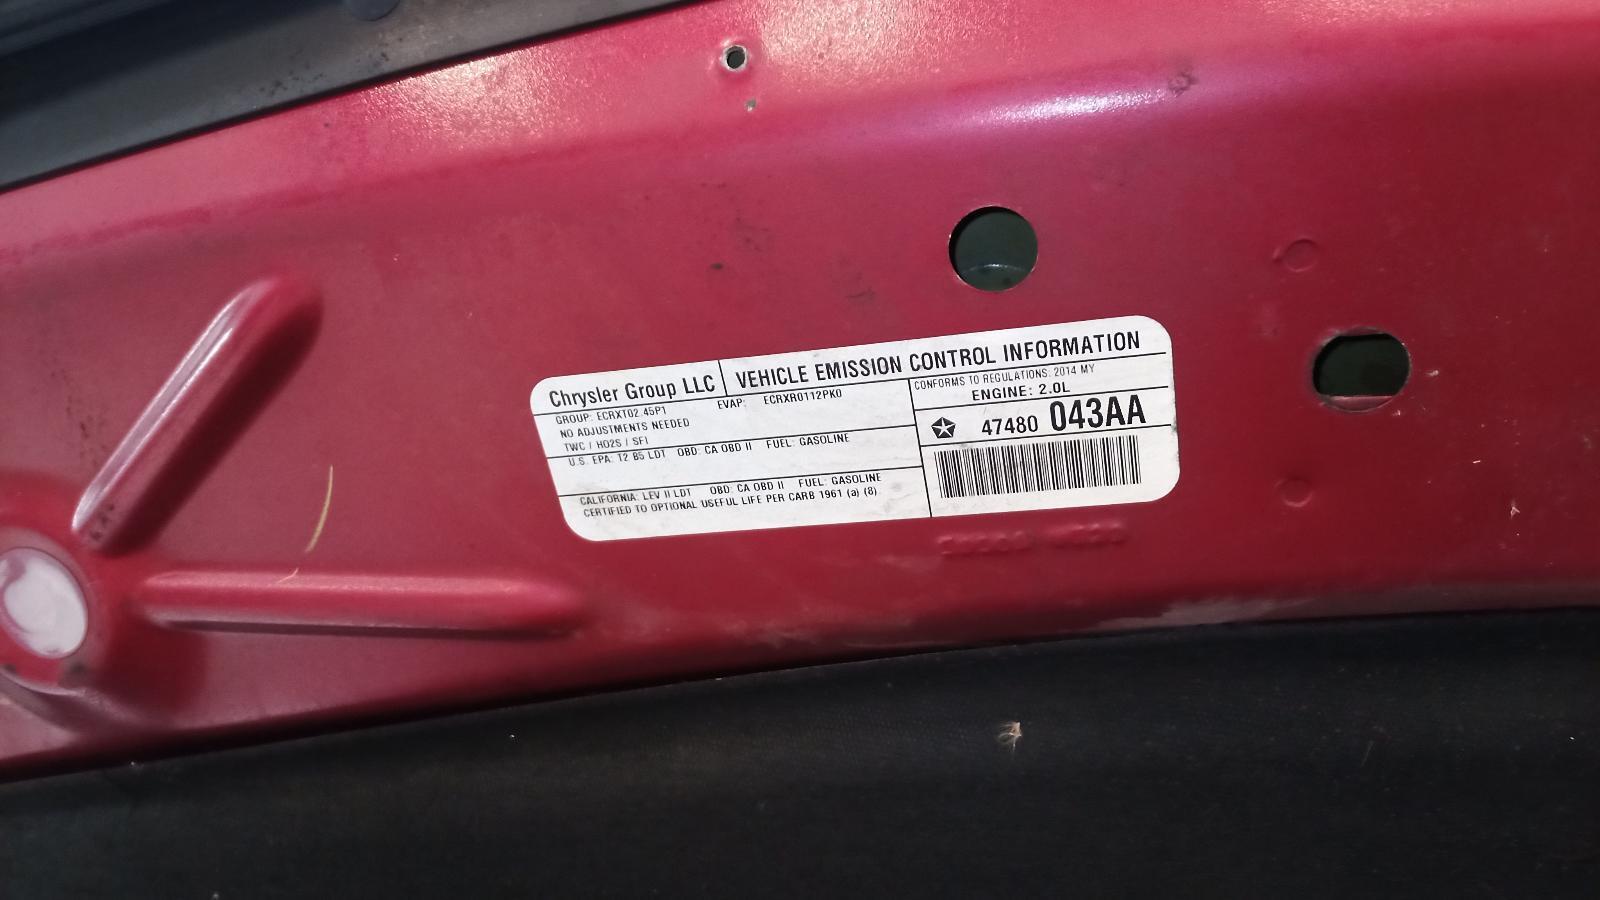 Chrysler Group LLC
VEHICLE EMISSION CONTROL INFORMATION
GROUP: ECRXT02.45P1 EVAP: ECRXR0112PK0
NO ADJUSTMENTS NEEDED
TWC / HO2S / SFI
U.S. EPA: T2 B5 LDT OBD: CA OBD II FUEL: GASOLINE
CALIFORNIA: LEV II LDT OBD: CA OBD II FUEL: GASOLINE
CERTIFIED TO OPTIONAL USEFUL LIFE PER CARB 1961 (a) (8)
CONFORMS TO REGULATIONS: 2014 MY
ENGINE: 2.0L
47480 043AA